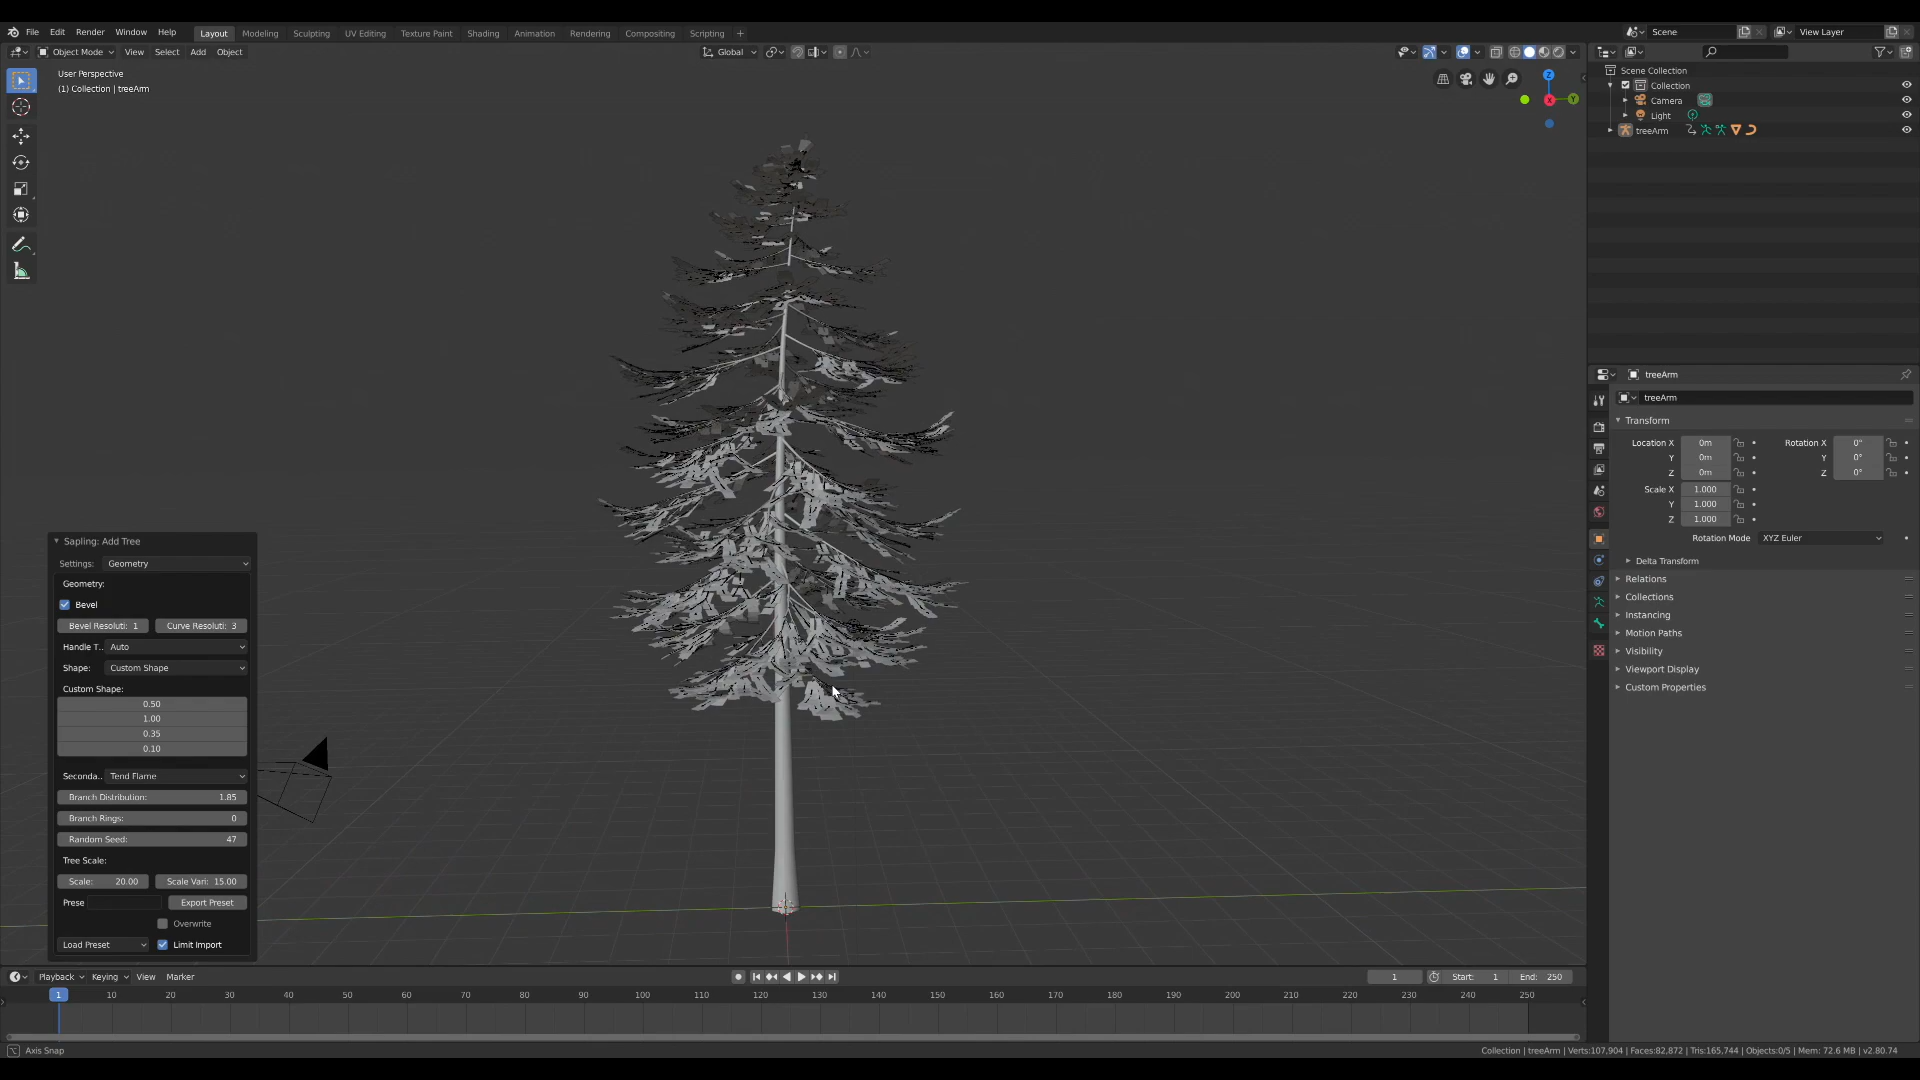 File Edit Render Window Help Layout Modeling Sculpting UV Editing Texture Paint Shading Animation Rendering Compositing Scripting + Scene View Layer
Object Mode View Select Add Object Global
User Perspective
(1) Collection | treeArm
Z
X Y
Scene Collection
Collection
Camera
Light
treeArm
treeArm
treeArm
Transform
Location X 0m Rotation X 0°
Y 0m Y 0°
Z 0m Z 0°
Scale X 1.000
Y 1.000
Z 1.000
Rotation Mode XYZ Euler
Delta Transform
Relations
Collections
Instancing
Motion Paths
Visibility
Viewport Display
Custom Properties
Sapling: Add Tree
Settings: Geometry
Geometry:
Bevel
Bevel Resoluti: 1 Curve Resoluti: 3
Handle T.. Auto
Shape: Custom Shape
Custom Shape:
0.50
1.00
0.35
0.10
Seconda.. Tend Flame
Branch Distribution: 1.85
Branch Rings: 0
Random Seed: 47
Tree Scale:
Scale: 20.00 Scale Vari: 15.00
Prese Export Preset
Overwrite
Load Preset Limit Import
Playback Keying View Marker 1 Start: 1 End: 250
1 10 20 30 40 50 60 70 80 90 100 110 120 130 140 150 160 170 180 190 200 210 220 230 240 250
Axis Snap
Collection | treeArm | Verts:107,904 | Faces:82,872 | Tris:165,744 | Objects:0/5 | Mem: 72.6 MB | v2.80.74